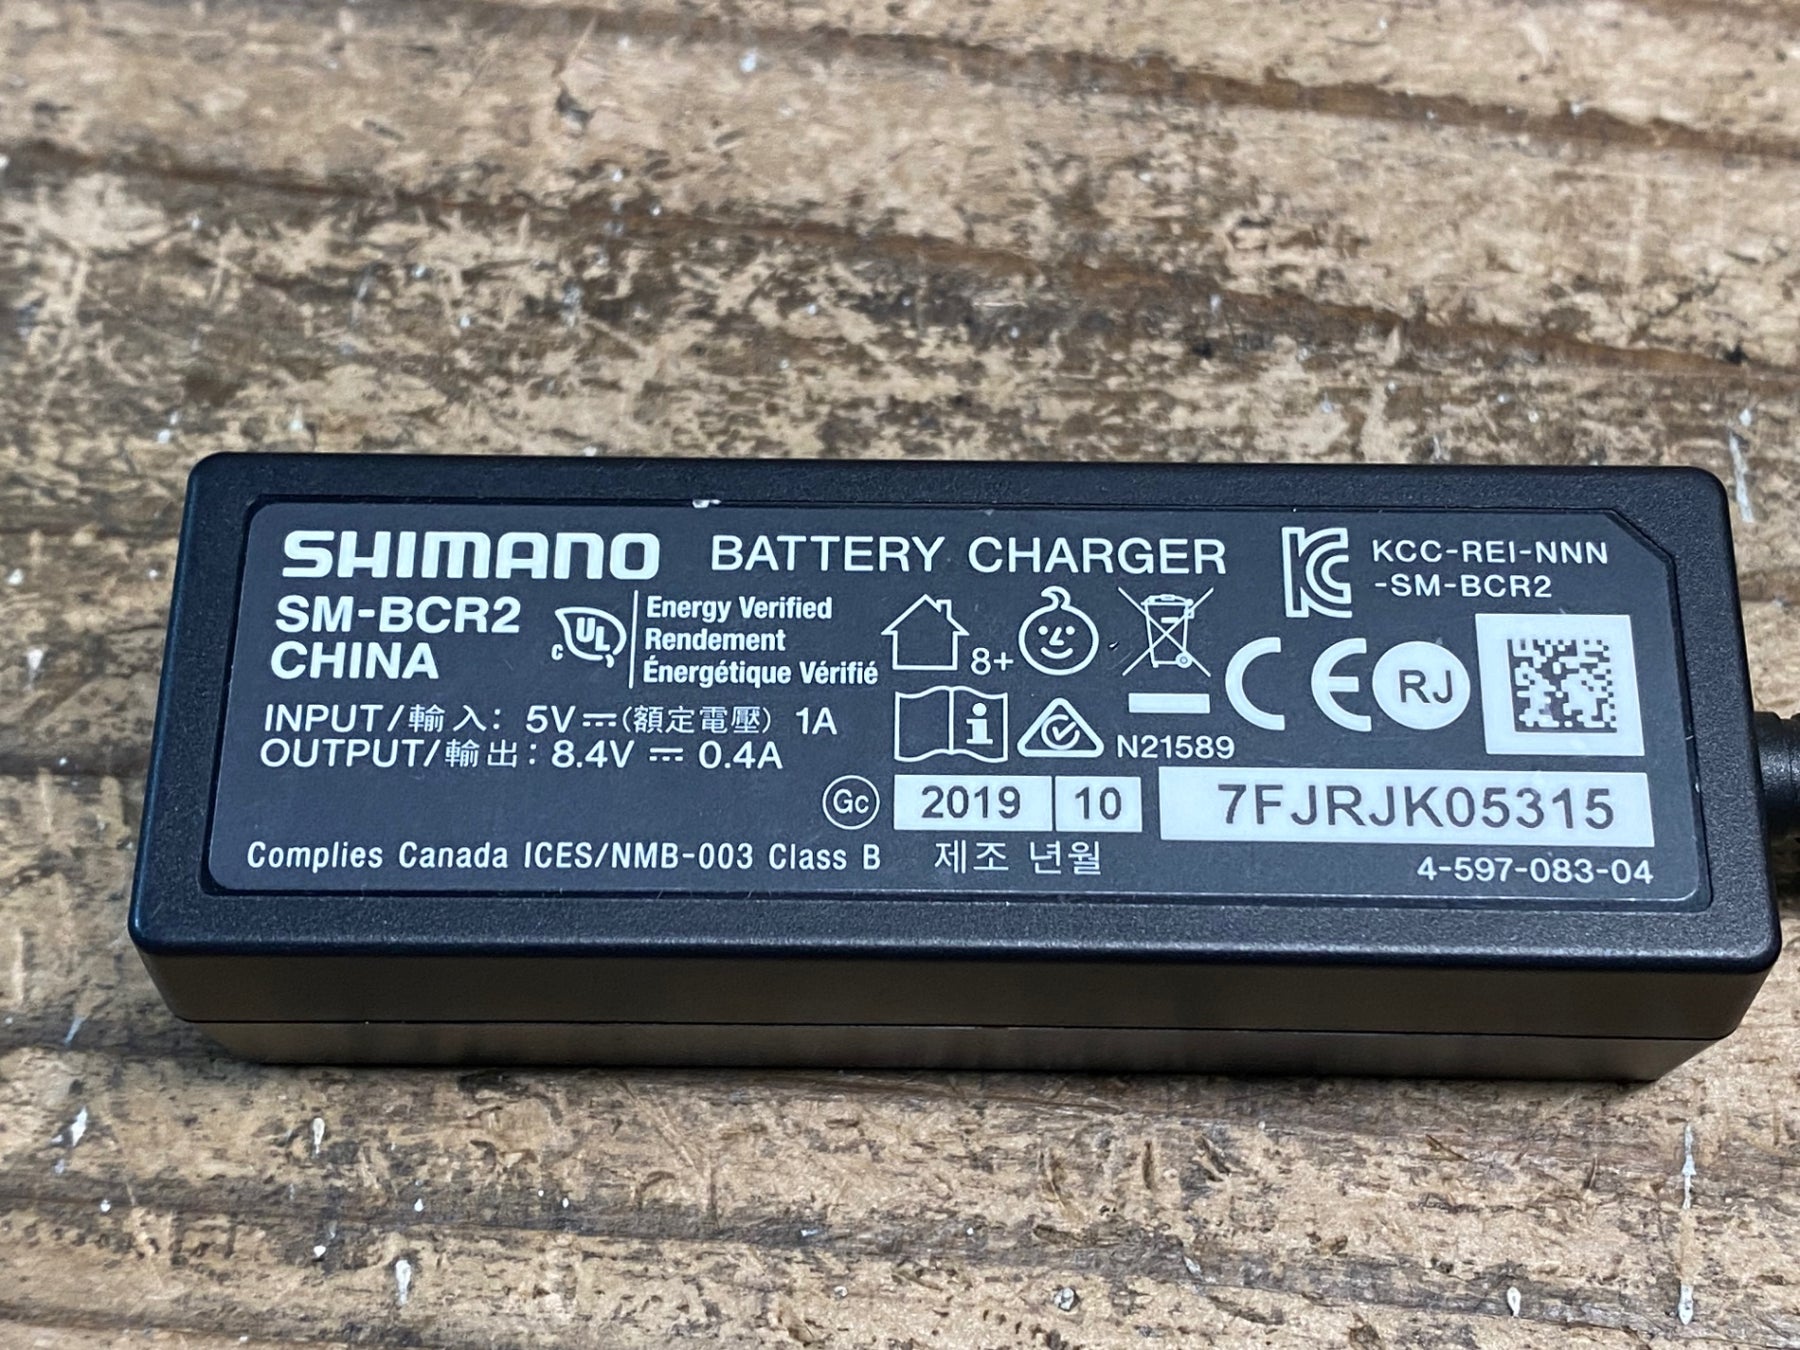 SHIMANO BATTERY CHARGER
KCC-REI-NNN
-SM-BCR2
SM-BCR2
CHINA
c UL
Energy Verified
Rendement
Énergétique Vérifié
8+
INPUT/輸入: 5V⎓(額定電壓) 1A
OUTPUT/輸出: 8.4V ⎓ 0.4A
CE
RJ
N21589
Gc
2019 10
7FJRJK05315
Complies Canada ICES/NMB-003 Class B
제조 년월
4-597-083-04